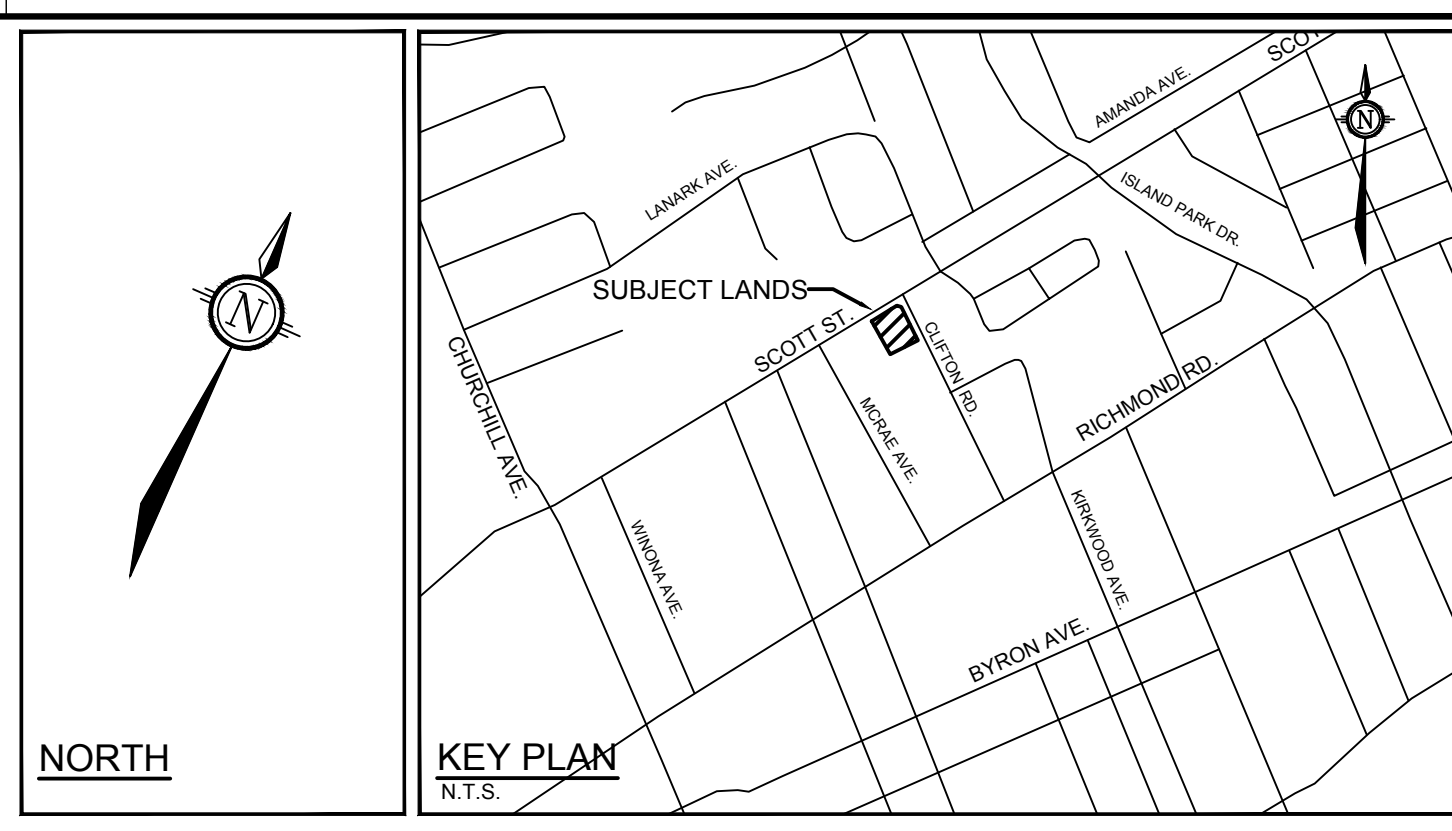 N
NORTH
SCOT
AMANDA AVE.
N
LANARK AVE.
ISLAND PARK DR.
SUBJECT LANDS
SCOTT ST.
CLIFTON RD.
CHURCHILL AVE.
MCRAE AVE.
RICHMOND RD.
WINONA AVE.
KIRKWOOD AVE.
BYRON AVE.
KEY PLAN
N.T.S.